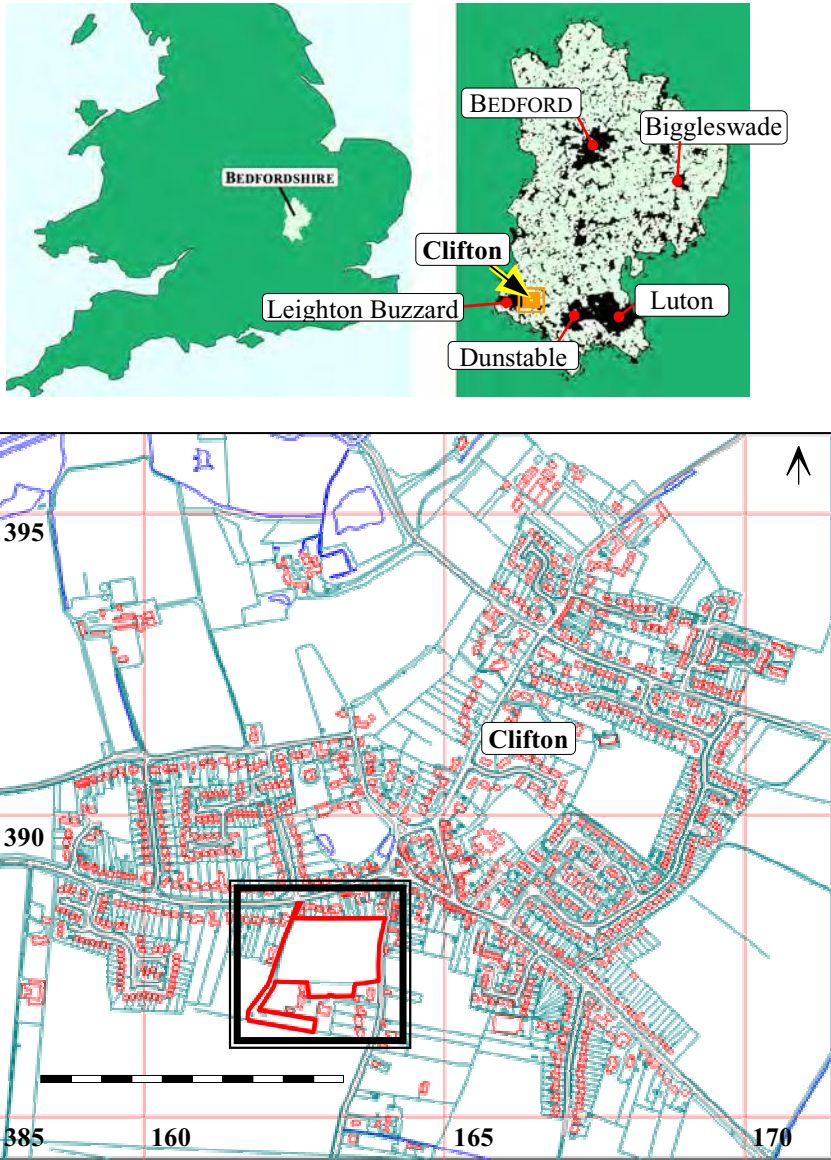 BEDFORDSHIRE
BEDFORD
Biggleswade
Clifton
Leighton Buzzard
Luton
Dunstable
395
Clifton
390
385
160
165
170